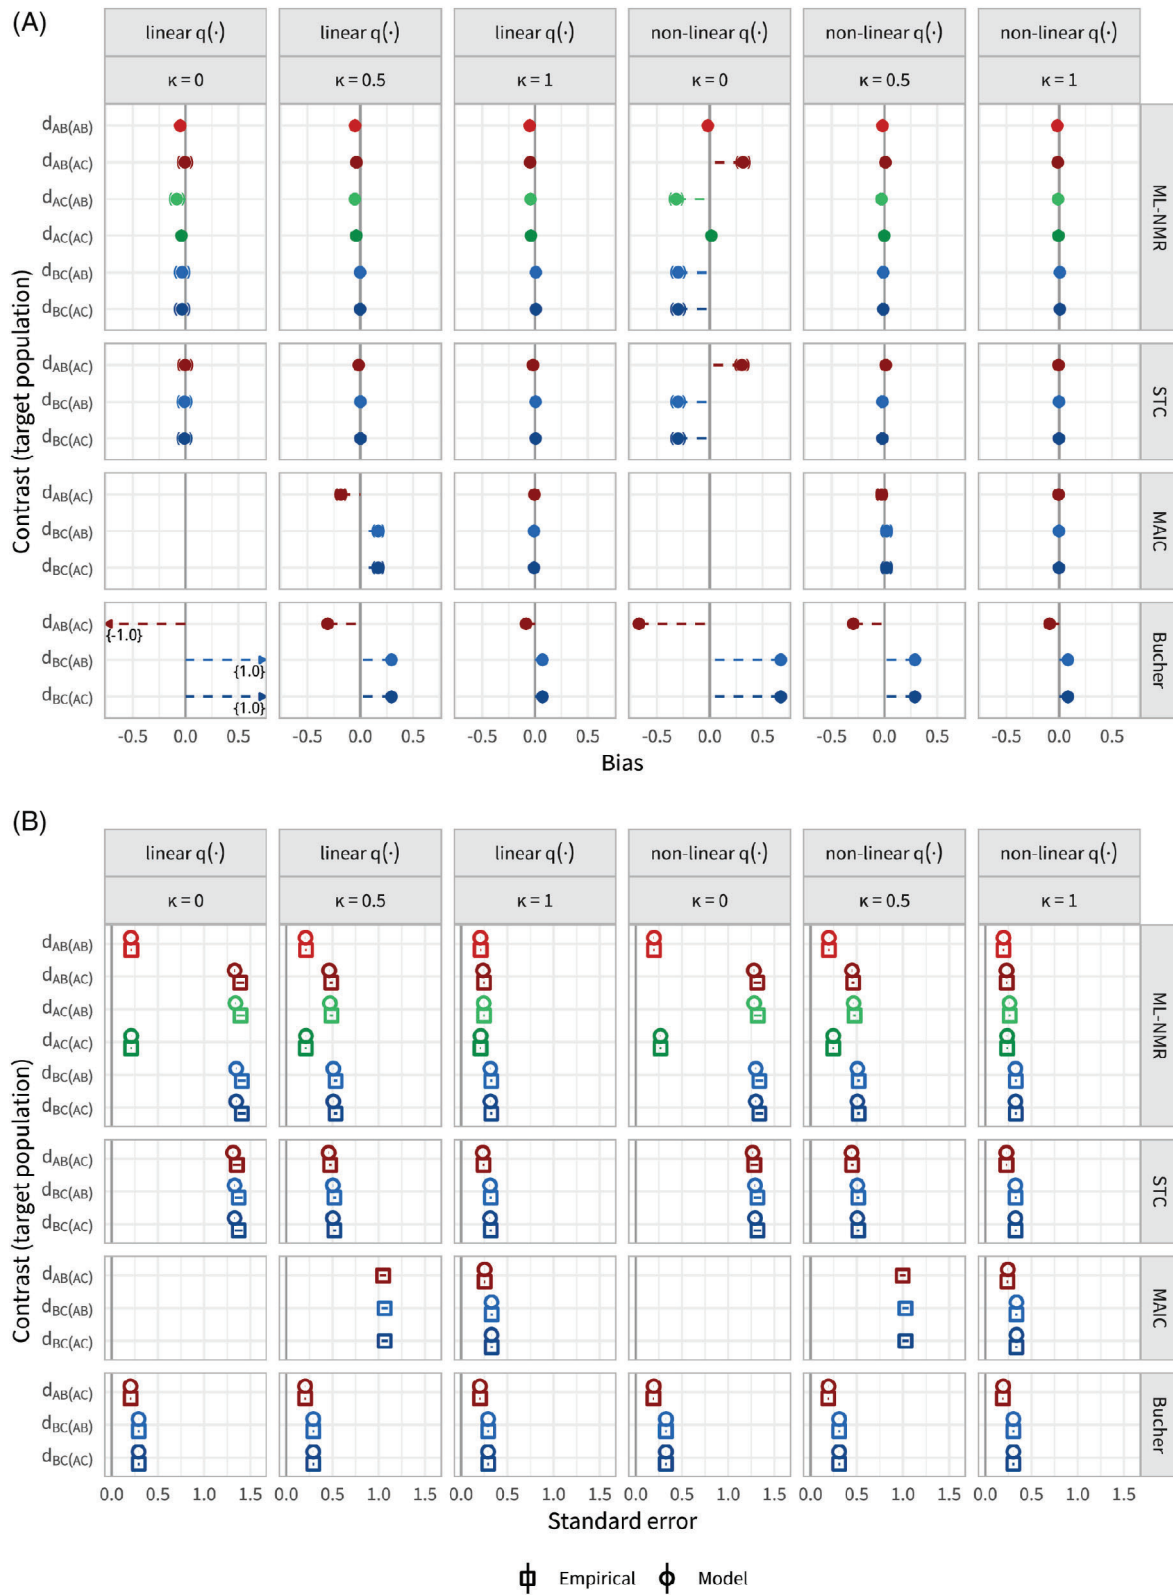 (A)
linear q(·) linear q(·) linear q(·) non-linear q(·) non-linear q(·) non-linear q(·)
κ = 0 κ = 0.5 κ = 1 κ = 0 κ = 0.5 κ = 1
Contrast (target population)
dAB(AB)
dAB(AC)
dAC(AB)
dAC(AC)
dBC(AB)
dBC(AC)
ML-NMR
dAB(AC)
dBC(AB)
dBC(AC)
STC
dAB(AC)
dBC(AB)
dBC(AC)
MAIC
dAB(AC)
{-1.0}
dBC(AB)
{1.0}
dBC(AC)
{1.0}
Bucher
-0.5 0.0 0.5 -0.5 0.0 0.5 -0.5 0.0 0.5 -0.5 0.0 0.5 -0.5 0.0 0.5 -0.5 0.0 0.5
Bias
(B)
linear q(·) linear q(·) linear q(·) non-linear q(·) non-linear q(·) non-linear q(·)
κ = 0 κ = 0.5 κ = 1 κ = 0 κ = 0.5 κ = 1
Contrast (target population)
dAB(AB)
dAB(AC)
dAC(AB)
dAC(AC)
dBC(AB)
dBC(AC)
ML-NMR
dAB(AC)
dBC(AB)
dBC(AC)
STC
dAB(AC)
dBC(AB)
dBC(AC)
MAIC
dAB(AC)
dBC(AB)
dBC(AC)
Bucher
0.0 0.5 1.0 1.5 0.0 0.5 1.0 1.5 0.0 0.5 1.0 1.5 0.0 0.5 1.0 1.5 0.0 0.5 1.0 1.5 0.0 0.5 1.0 1.5
Standard error
Empirical Model